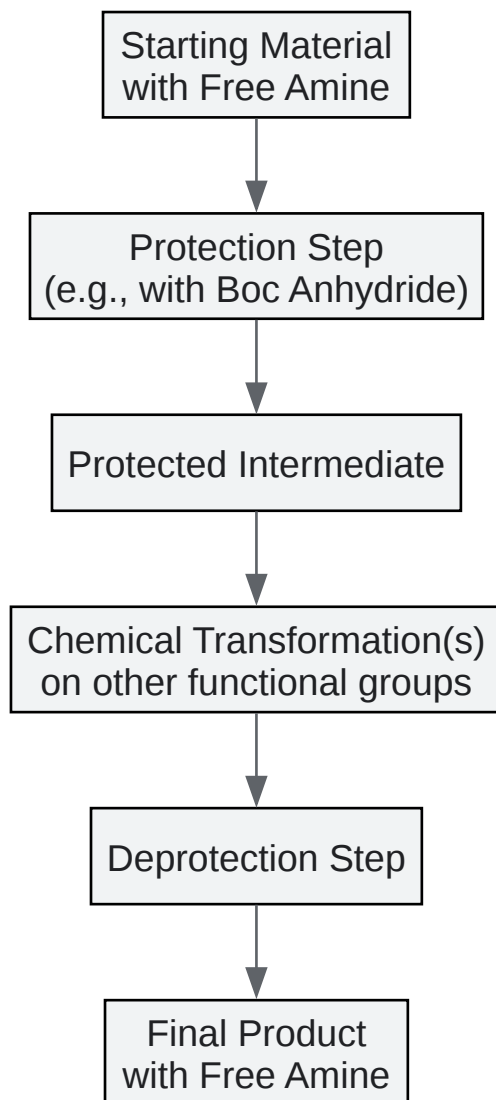 Starting Material
with Free Amine
Protection Step
(e.g., with Boc Anhydride)
Protected Intermediate
Chemical Transformation(s)
on other functional groups
Deprotection Step
Final Product
with Free Amine